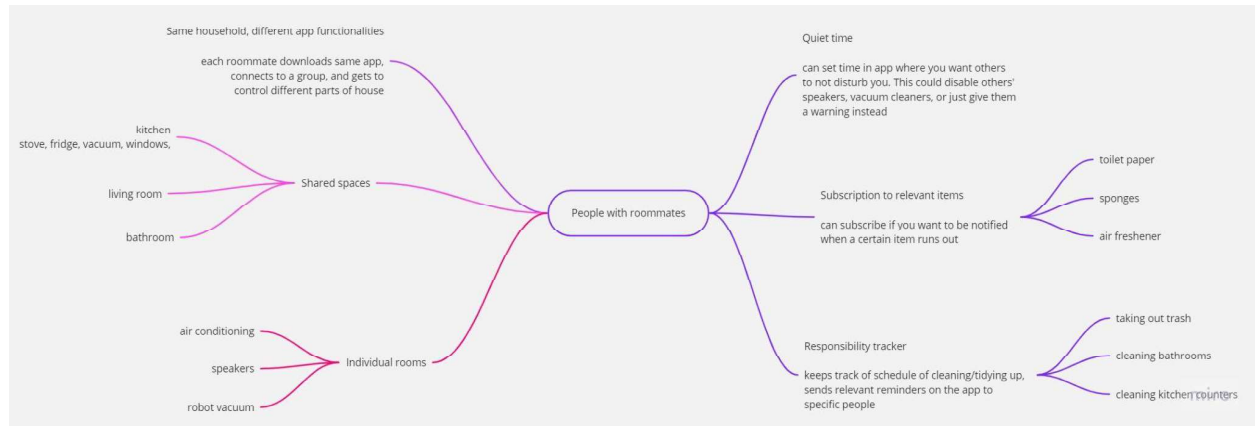 Same household, different app functionalities
each roommate downloads same app,
connects to a group, and gets to
control different parts of house
kitchen
stove, fridge, vacuum, windows,
Shared spaces
living room
bathroom
air conditioning
Individual rooms
speakers
robot vacuum
People with roommates
Quiet time
can set time in app where you want others
to not disturb you. This could disable others'
speakers, vacuum cleaners, or just give them
a warning instead
Subscription to relevant items
can subscribe if you want to be notified
when a certain item runs out
toilet paper
sponges
air freshener
Responsibility tracker
keeps track of schedule of cleaning/tidying up,
sends relevant reminders on the app to
specific people
taking out trash
cleaning bathrooms
cleaning kitchen counters
miro